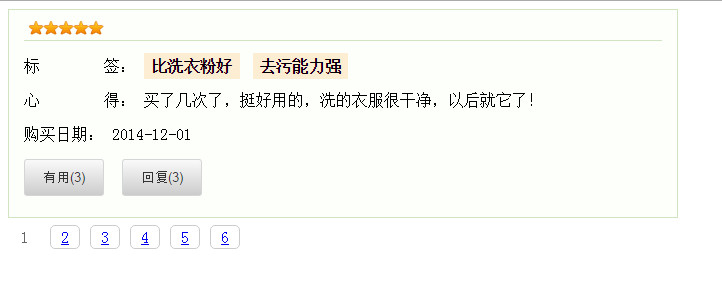 标 签： 比洗衣粉好 去污能力强
心 得： 买了几次了，挺好用的，洗的衣服很干净，以后就它了！
购买日期： 2014-12-01
有用(3) 回复(3)
1 2 3 4 5 6